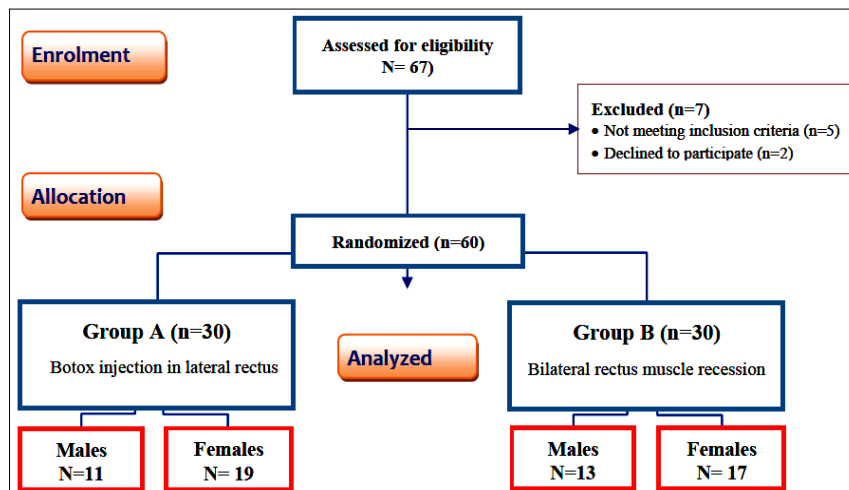 Enrolment
Assessed for eligibility
N= 67)
Excluded (n=7)
• Not meeting inclusion criteria (n=5)
• Declined to participate (n=2)
Allocation
Randomized (n=60)
Group A (n=30)
Botox injection in lateral rectus
Analyzed
Group B (n=30)
Bilateral rectus muscle recession
Males
N=11
Females
N= 19
Males
N=13
Females
N= 17